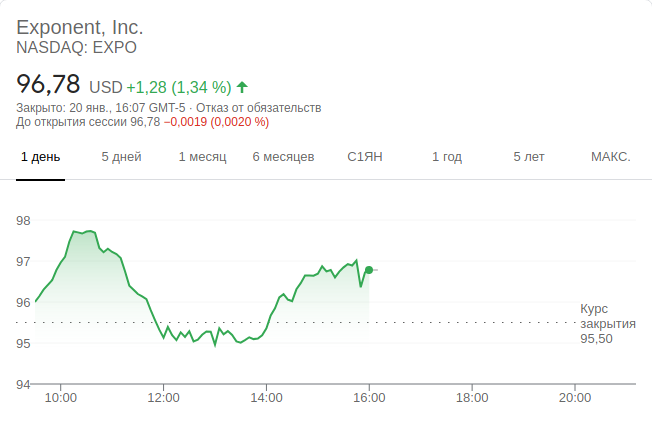 Exponent, Inc.
NASDAQ: EXPO
96,78 USD +1,28 (1,34 %)
Закрыто: 20 янв., 16:07 GMT-5 · Отказ от обязательств
До открытия сессии 96,78 −0,0019 (0,0020 %)
1 день 5 дней 1 месяц 6 месяцев С1ЯН 1 год 5 лет МАКС.
98
97
96
95
94
Курс
закрытия
95,50
10:00 12:00 14:00 16:00 18:00 20:00